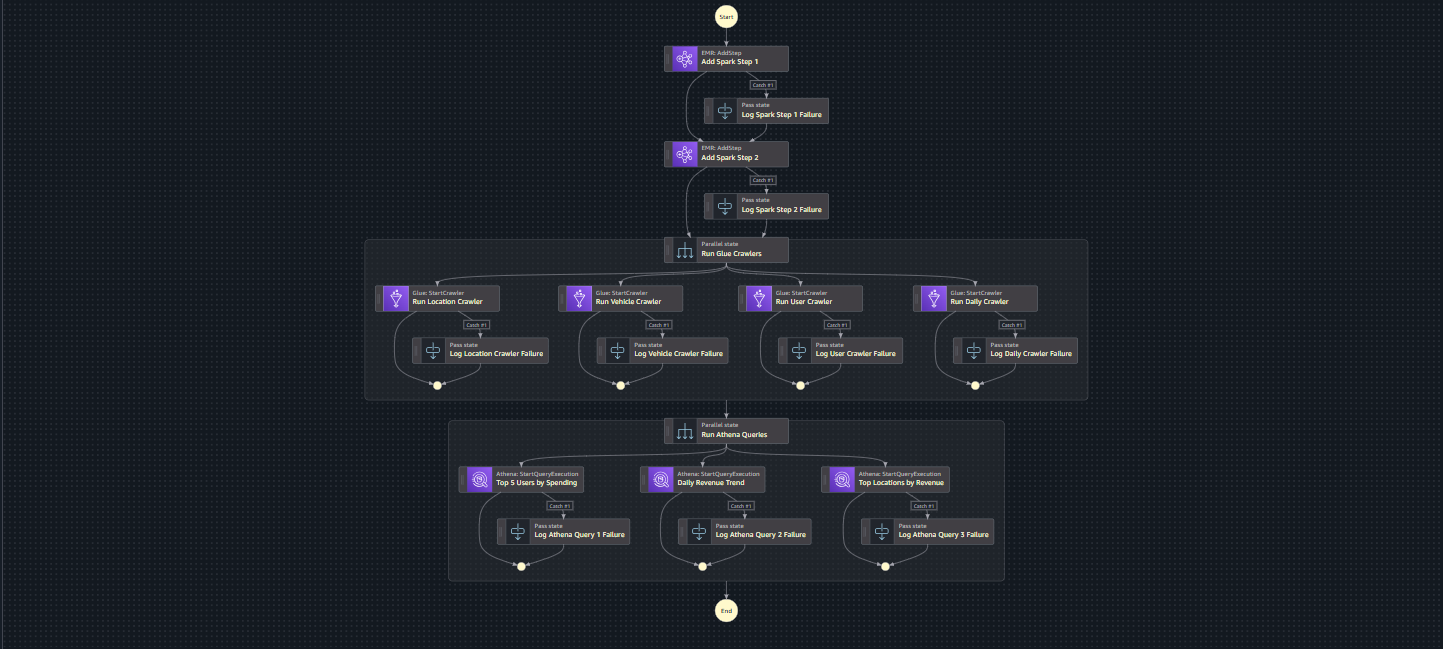 Start
EMR: AddStep
Add Spark Step 1
Catch #1
Pass state
Log Spark Step 1 Failure
EMR: AddStep
Add Spark Step 2
Catch #1
Pass state
Log Spark Step 2 Failure
Parallel state
Run Glue Crawlers
Glue: StartCrawler
Run Location Crawler
Glue: StartCrawler
Run Vehicle Crawler
Glue: StartCrawler
Run User Crawler
Glue: StartCrawler
Run Daily Crawler
Catch #1
Catch #1
Catch #1
Catch #1
Pass state
Log Location Crawler Failure
Pass state
Log Vehicle Crawler Failure
Pass state
Log User Crawler Failure
Pass state
Log Daily Crawler Failure
Parallel state
Run Athena Queries
Athena: StartQueryExecution
Top 5 Users by Spending
Athena: StartQueryExecution
Daily Revenue Trend
Athena: StartQueryExecution
Top Locations by Revenue
Catch #1
Catch #1
Catch #1
Pass state
Log Athena Query 1 Failure
Pass state
Log Athena Query 2 Failure
Pass state
Log Athena Query 3 Failure
End